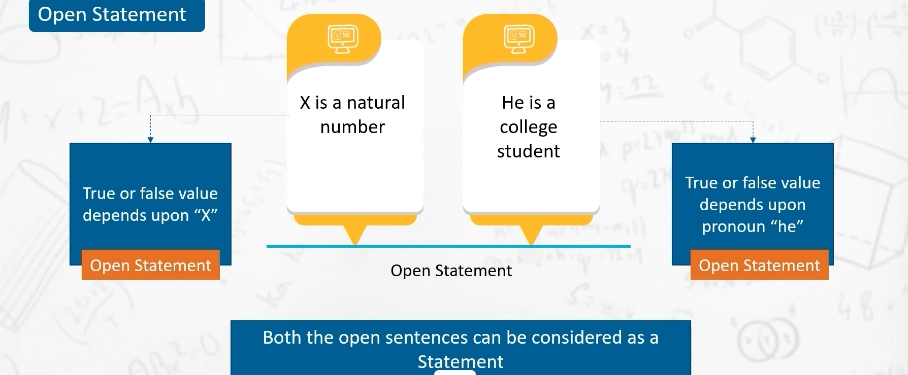 Open Statement
X is a natural
number
He is a
college
student
True or false value
depends upon "X"
Open Statement
True or false value
depends upon
pronoun "he"
Open Statement
Open Statement
Both the open sentences can be considered as a
Statement